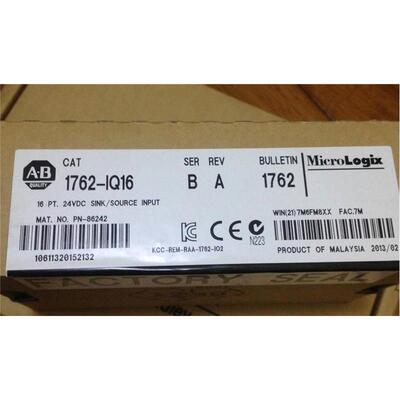 CAT
SER REV
BULLETIN
MicroLogix
A-B
QUALITY
1762-IQ16
B A
1762
16 PT. 24VDC SINK/SOURCE INPUT
MAT. NO. PN-86242
WIN(21)7M6FM8XX FAC.7M
10611320152132
KCC-REM-RAA-1762-IO2
N223
PRODUCT OF MALAYSIA 2013/02
FACTORY SEAL